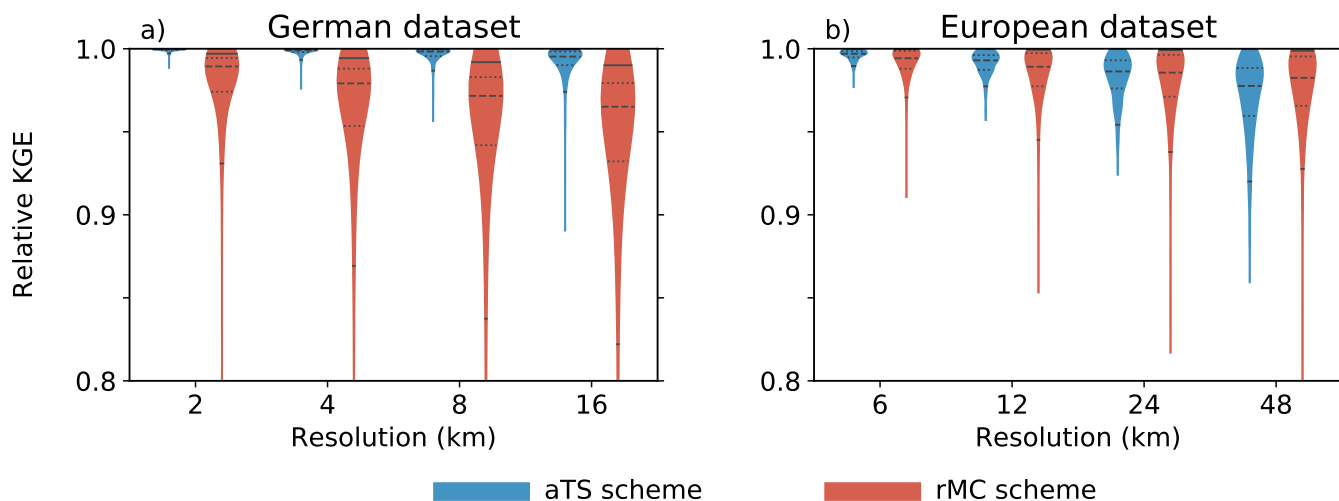 a)
German dataset
b)
European dataset
Relative KGE
1.0
0.9
0.8
1.0
0.9
0.8
2
4
8
16
6
12
24
48
Resolution (km)
Resolution (km)
aTS scheme
rMC scheme